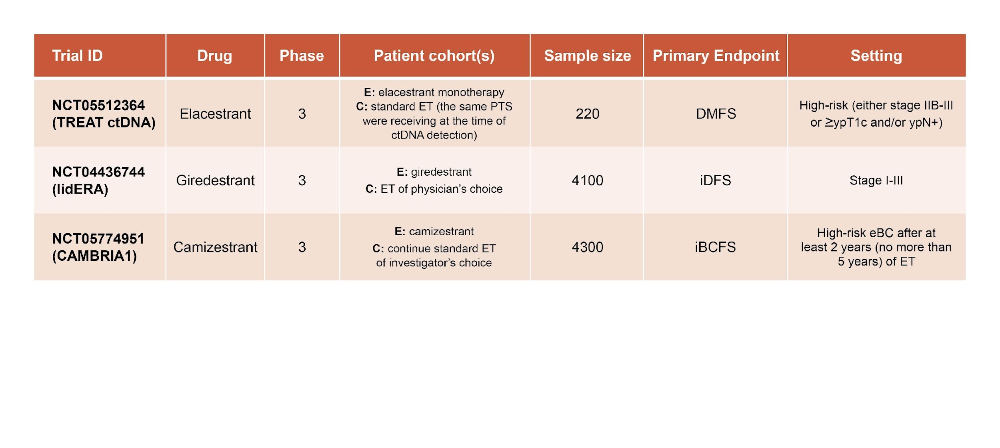 Trial ID Drug Phase Patient cohort(s) Sample size Primary Endpoint Setting
NCT05512364
(TREAT ctDNA)
Elacestrant
3
E: elacestrant monotherapy
C: standard ET (the same PTS
were receiving at the time of
ctDNA detection)
220
DMFS
High-risk (either stage IIB-III
or ≥ypT1c and/or ypN+)
NCT04436744
(lidERA)
Giredestrant
3
E: giredestrant
C: ET of physician’s choice
4100
iDFS
Stage I-III
NCT05774951
(CAMBRIA1)
Camizestrant
3
E: camizestrant
C: continue standard ET
of investigator’s choice
4300
iBCFS
High-risk eBC after at
least 2 years (no more than
5 years) of ET